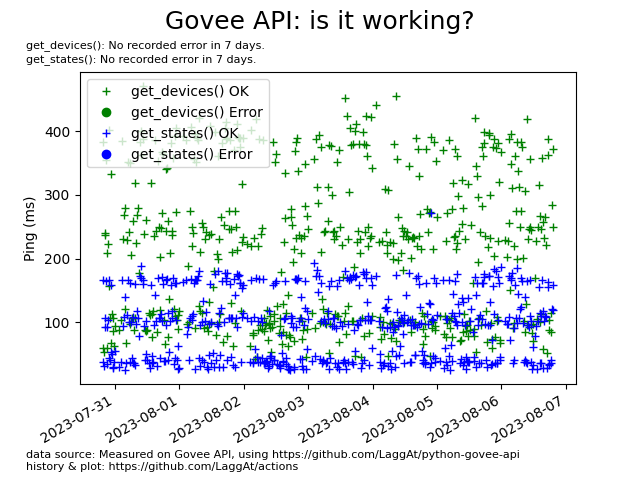 Govee API: is it working?
get_devices(): No recorded error in 7 days.
get_states(): No recorded error in 7 days.
get_devices() OK
get_devices() Error
get_states() OK
get_states() Error
Ping (ms)
400
300
200
100
2023-07-31
2023-08-01
2023-08-02
2023-08-03
2023-08-04
2023-08-05
2023-08-06
2023-08-07
data source: Measured on Govee API, using https://github.com/LaggAt/python-govee-api
history & plot: https://github.com/LaggAt/actions